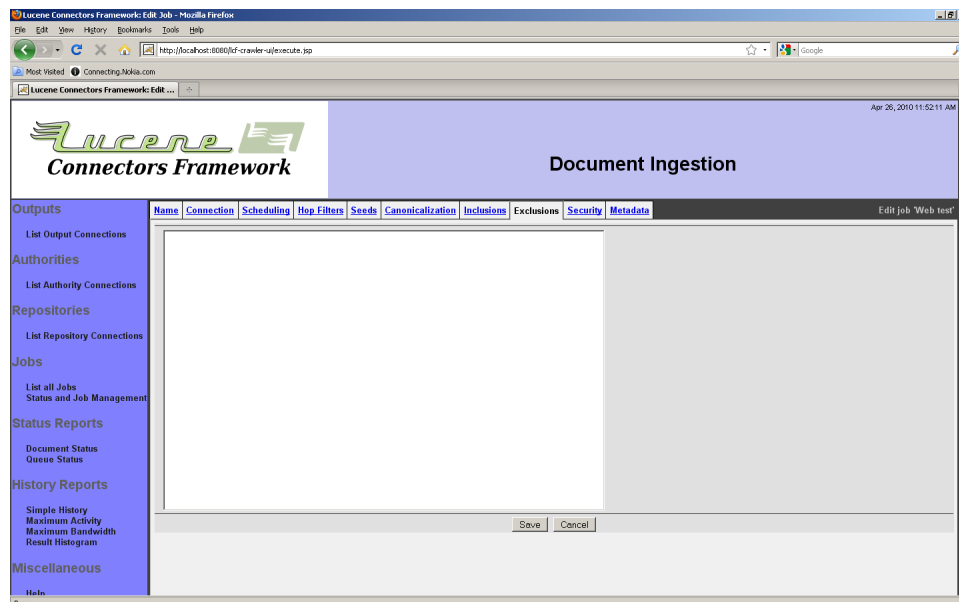 Lucene Connectors Framework: Edit Job - Mozilla Firefox
File Edit View History Bookmarks Tools Help
http://localhost:8080/lcf-crawler-ui/execute.jsp
Google
Most Visited Connecting.Nokia.com
Lucene Connectors Framework: Edit ...
Apr 26, 2010 11:52:11 AM
Lucene
Connectors Framework
Document Ingestion
Name Connection Scheduling Hop Filters Seeds Canonicalization Inclusions Exclusions Security Metadata
Edit job 'Web test'
Outputs
List Output Connections
Authorities
List Authority Connections
Repositories
List Repository Connections
Jobs
List all Jobs
Status and Job Management
Status Reports
Document Status
Queue Status
History Reports
Simple History
Maximum Activity
Maximum Bandwidth
Result Histogram
Miscellaneous
Help
Save Cancel